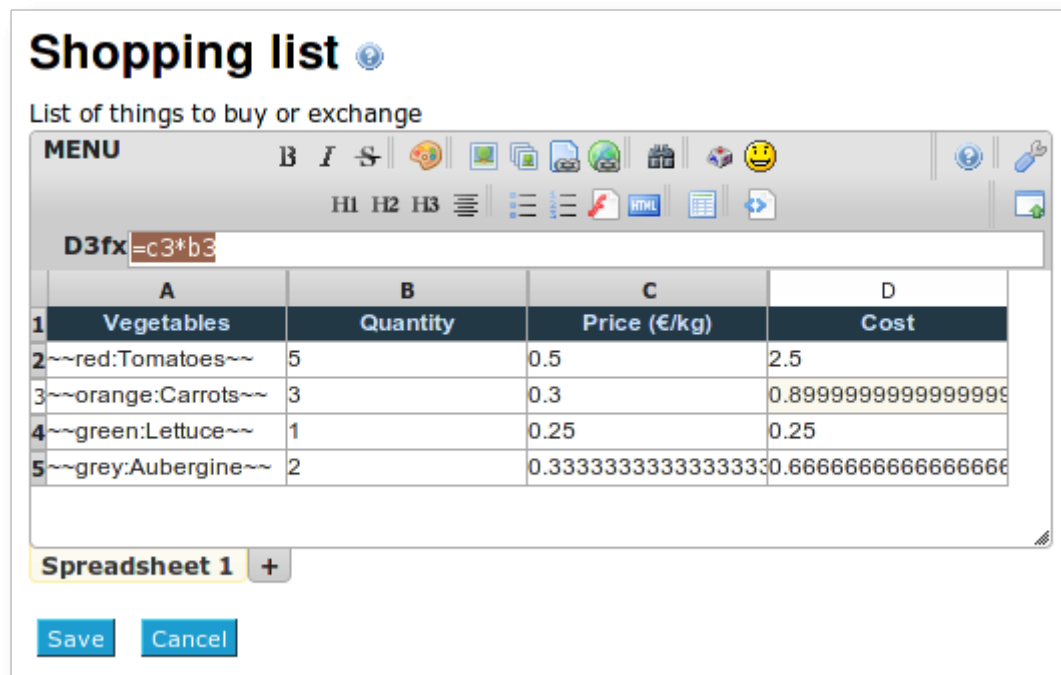 Shopping list
List of things to buy or exchange
MENU B I S
H1 H2 H3 HTML
D3fx =c3*b3
A B C D
1 Vegetables Quantity Price (€/kg) Cost
2 ~~red:Tomatoes~~ 5 0.5 2.5
3 ~~orange:Carrots~~ 3 0.3 0.8999999999999999
4 ~~green:Lettuce~~ 1 0.25 0.25
5 ~~grey:Aubergine~~ 2 0.3333333333333333 0.6666666666666666
Spreadsheet 1 +
Save Cancel